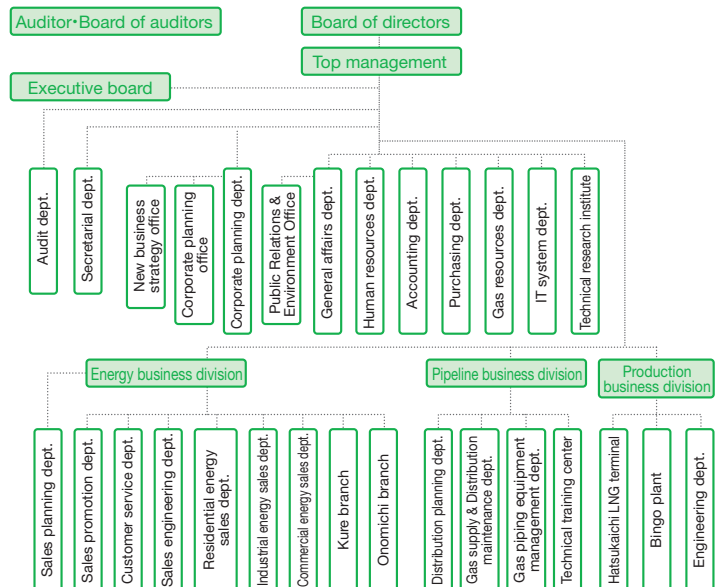 Auditor•Board of auditors
Board of directors
Top management
Executive board
Audit dept.
Secretarial dept.
New business
strategy office
Corporate planning
office
Corporate planning dept.
Public Relations &
Environment Office
General affairs dept.
Human resources dept.
Accounting dept.
Purchasing dept.
Gas resources dept.
IT system dept.
Technical research institute
Energy business division
Pipeline business division
Production
business division
Sales planning dept.
Sales promotion dept.
Customer service dept.
Sales engineering dept.
Residential energy
sales dept.
Industrial energy sales dept.
Commercial energy sales dept.
Kure branch
Onomichi branch
Distribution planning dept.
Gas supply & Distribution
maintenance dept.
Gas piping equipment
management dept.
Technical training center
Hatsukaichi LNG terminal
Bingo plant
Engineering dept.